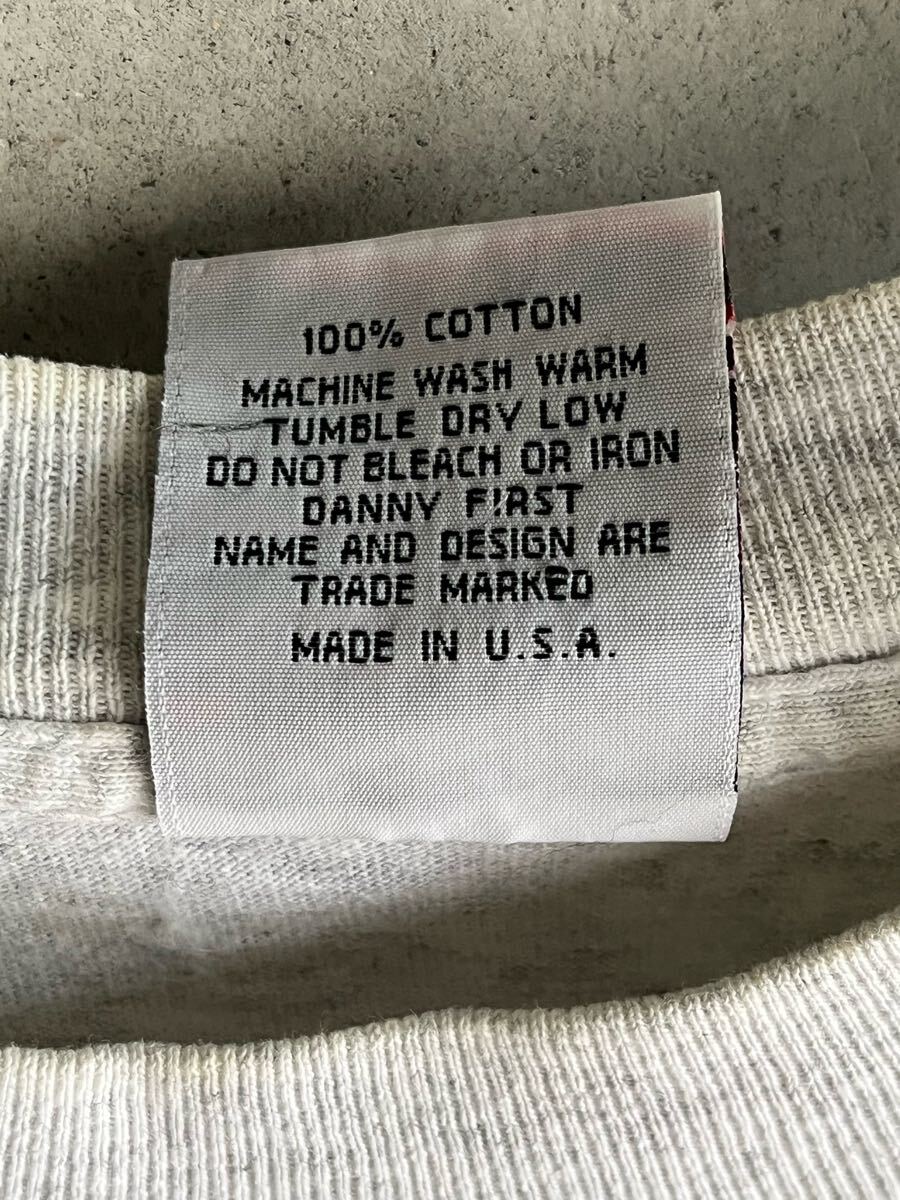 100% COTTON
MACHINE WASH WARM
TUMBLE DRY LOW
DO NOT BLEACH OR IRON
DANNY FIRST
NAME AND DESIGN ARE
TRADE MARKED
MADE IN U.S.A.